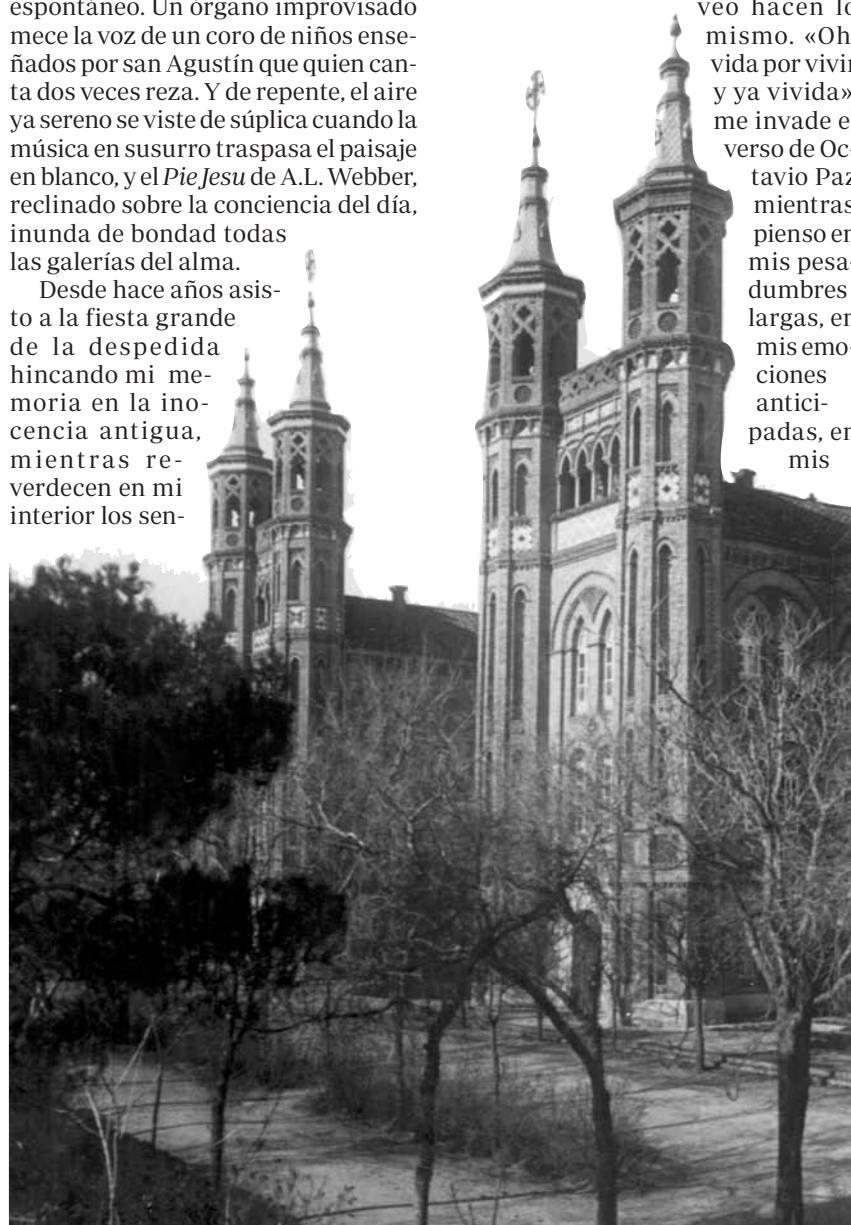 espontáneo. Un órgano improvisado
mece la voz de un coro de niños ense-
ñados por san Agustín que quien can-
ta dos veces reza. Y de repente, el aire
ya sereno se viste de súplica cuando la
música en susurro traspasa el paisaje
en blanco, y el Pie Jesu de A.L. Webber,
reclinado sobre la conciencia del día,
inunda de bondad todas
las galerías del alma.
Desde hace años asis-
to a la fiesta grande
de la despedida
hincando mi me-
moria en la ino-
cencia antigua,
mientras re-
verdecen en mi
interior los sen-
veo hacen lo
mismo. «Oh
vida por vivir
y ya vivida»
me invade e
verso de Oc-
tavio Paz
mientras
pienso en
mis pesa-
dumbres
largas, en
mis emo-
ciones
antici-
padas, en
mis